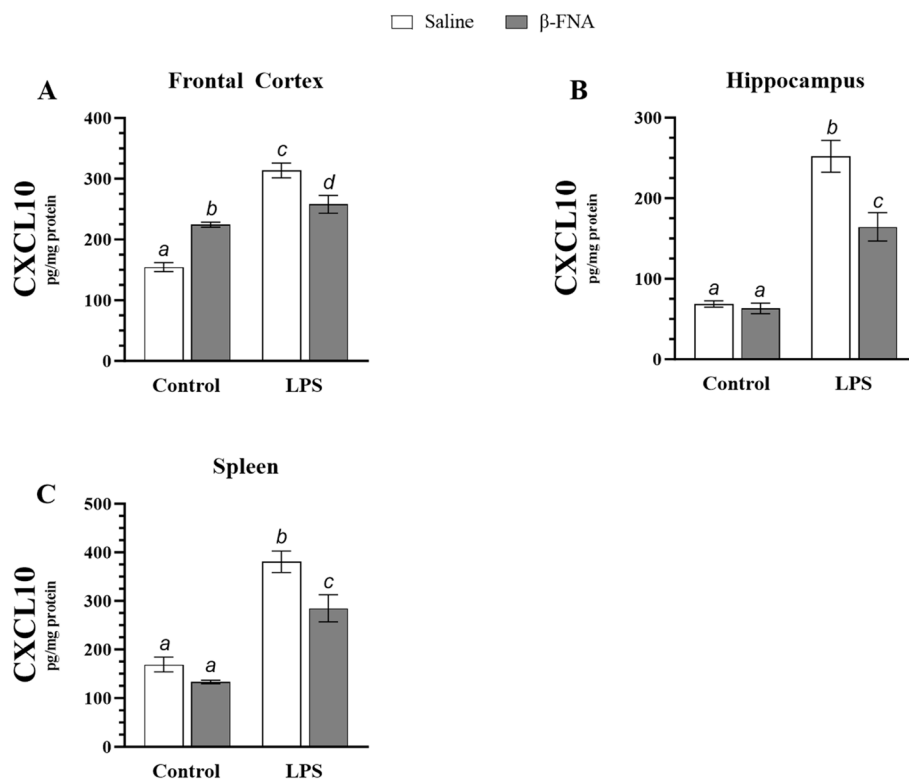 Saline β-FNA
A
Frontal Cortex
CXCL10
pg/mg protein
400
300
200
100
0
a
b
c
d
Control LPS
B
Hippocampus
CXCL10
pg/mg protein
300
200
100
0
a
a
b
c
Control LPS
C
Spleen
CXCL10
pg/mg protein
500
400
300
200
100
0
a
a
b
c
Control LPS